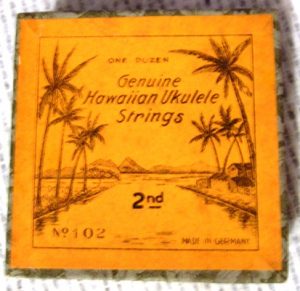 ONE DOZEN
Genuine
Hawaiian Ukulele
Strings
2nd
No 102
MADE IN GERMANY